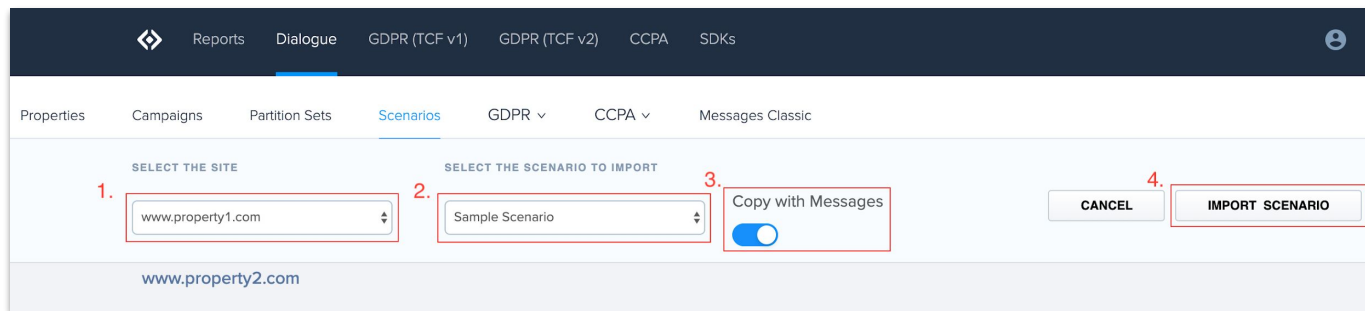 Reports Dialogue GDPR (TCF v1) GDPR (TCF v2) CCPA SDKs
Properties Campaigns Partition Sets Scenarios GDPR CCPA Messages Classic
SELECT THE SITE SELECT THE SCENARIO TO IMPORT
1. www.property1.com 2. Sample Scenario 3. Copy with Messages CANCEL 4. IMPORT SCENARIO
www.property2.com